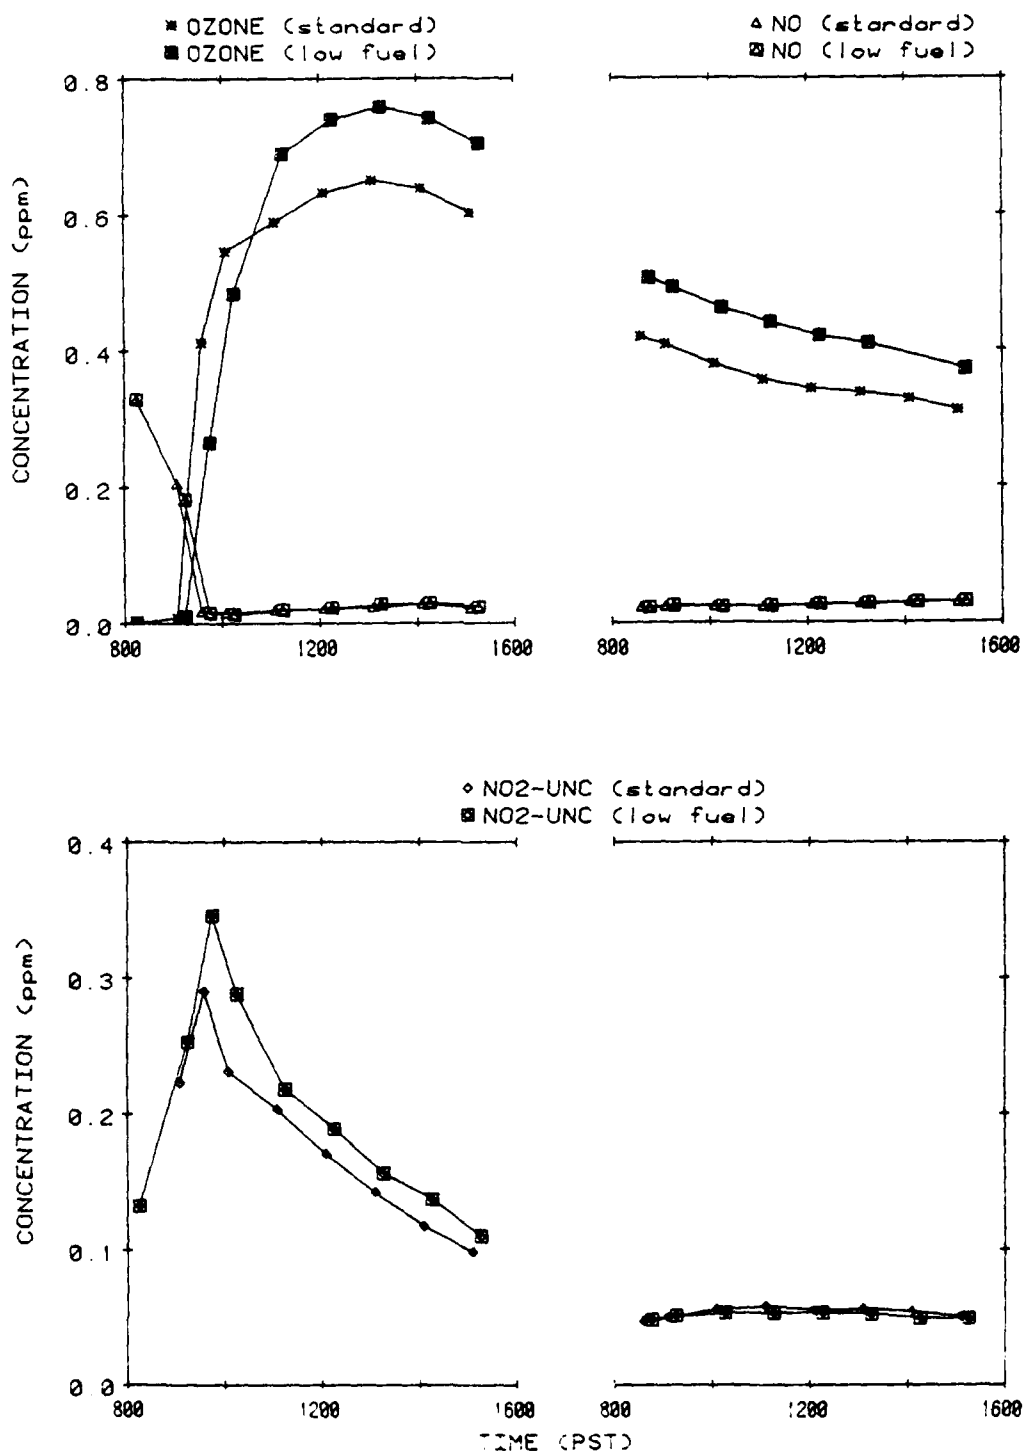 OZONE (standard)
OZONE (low fuel)
NO (standard)
NO (low fuel)
CONCENTRATION (ppm)
0.8
0.6
0.4
0.2
0.0
800 1200 1600
800 1200 1600
NO2-UNC (standard)
NO2-UNC (low fuel)
CONCENTRATION (ppm)
0.4
0.3
0.2
0.1
0.0
800 1200 1600
800 1200 1600
TIME (PST)